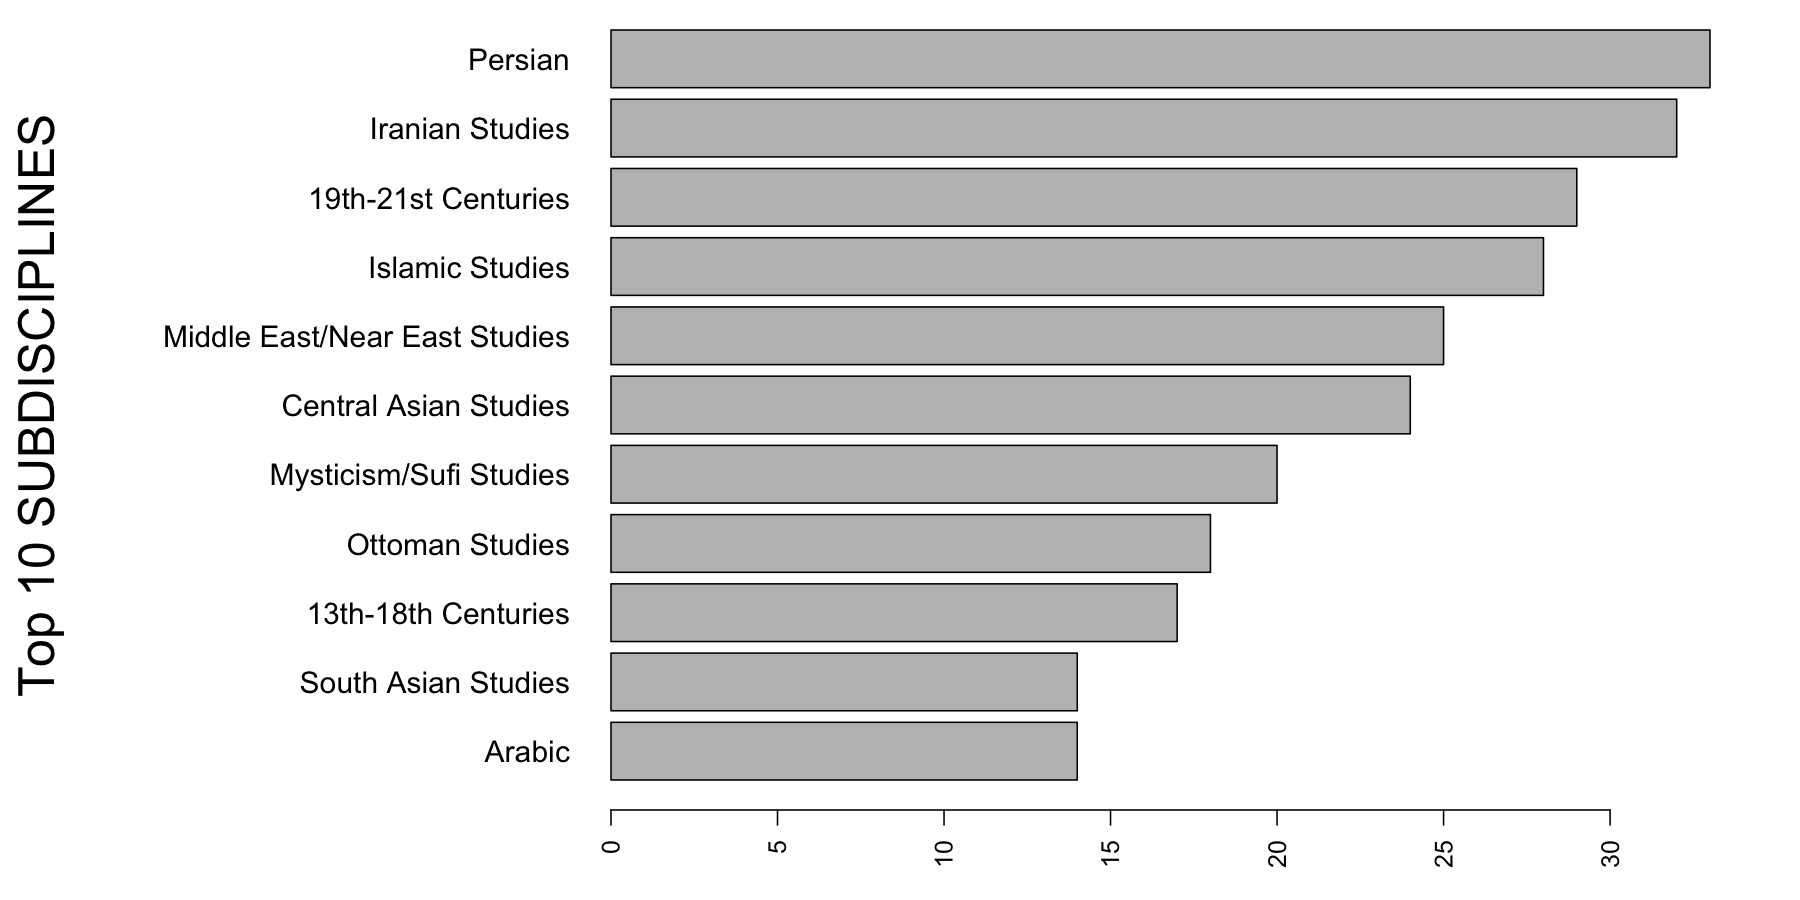 Top 10 SUBDISCIPLINES
Persian
Iranian Studies
19th-21st Centuries
Islamic Studies
Middle East/Near East Studies
Central Asian Studies
Mysticism/Sufi Studies
Ottoman Studies
13th-18th Centuries
South Asian Studies
Arabic
0 5 10 15 20 25 30